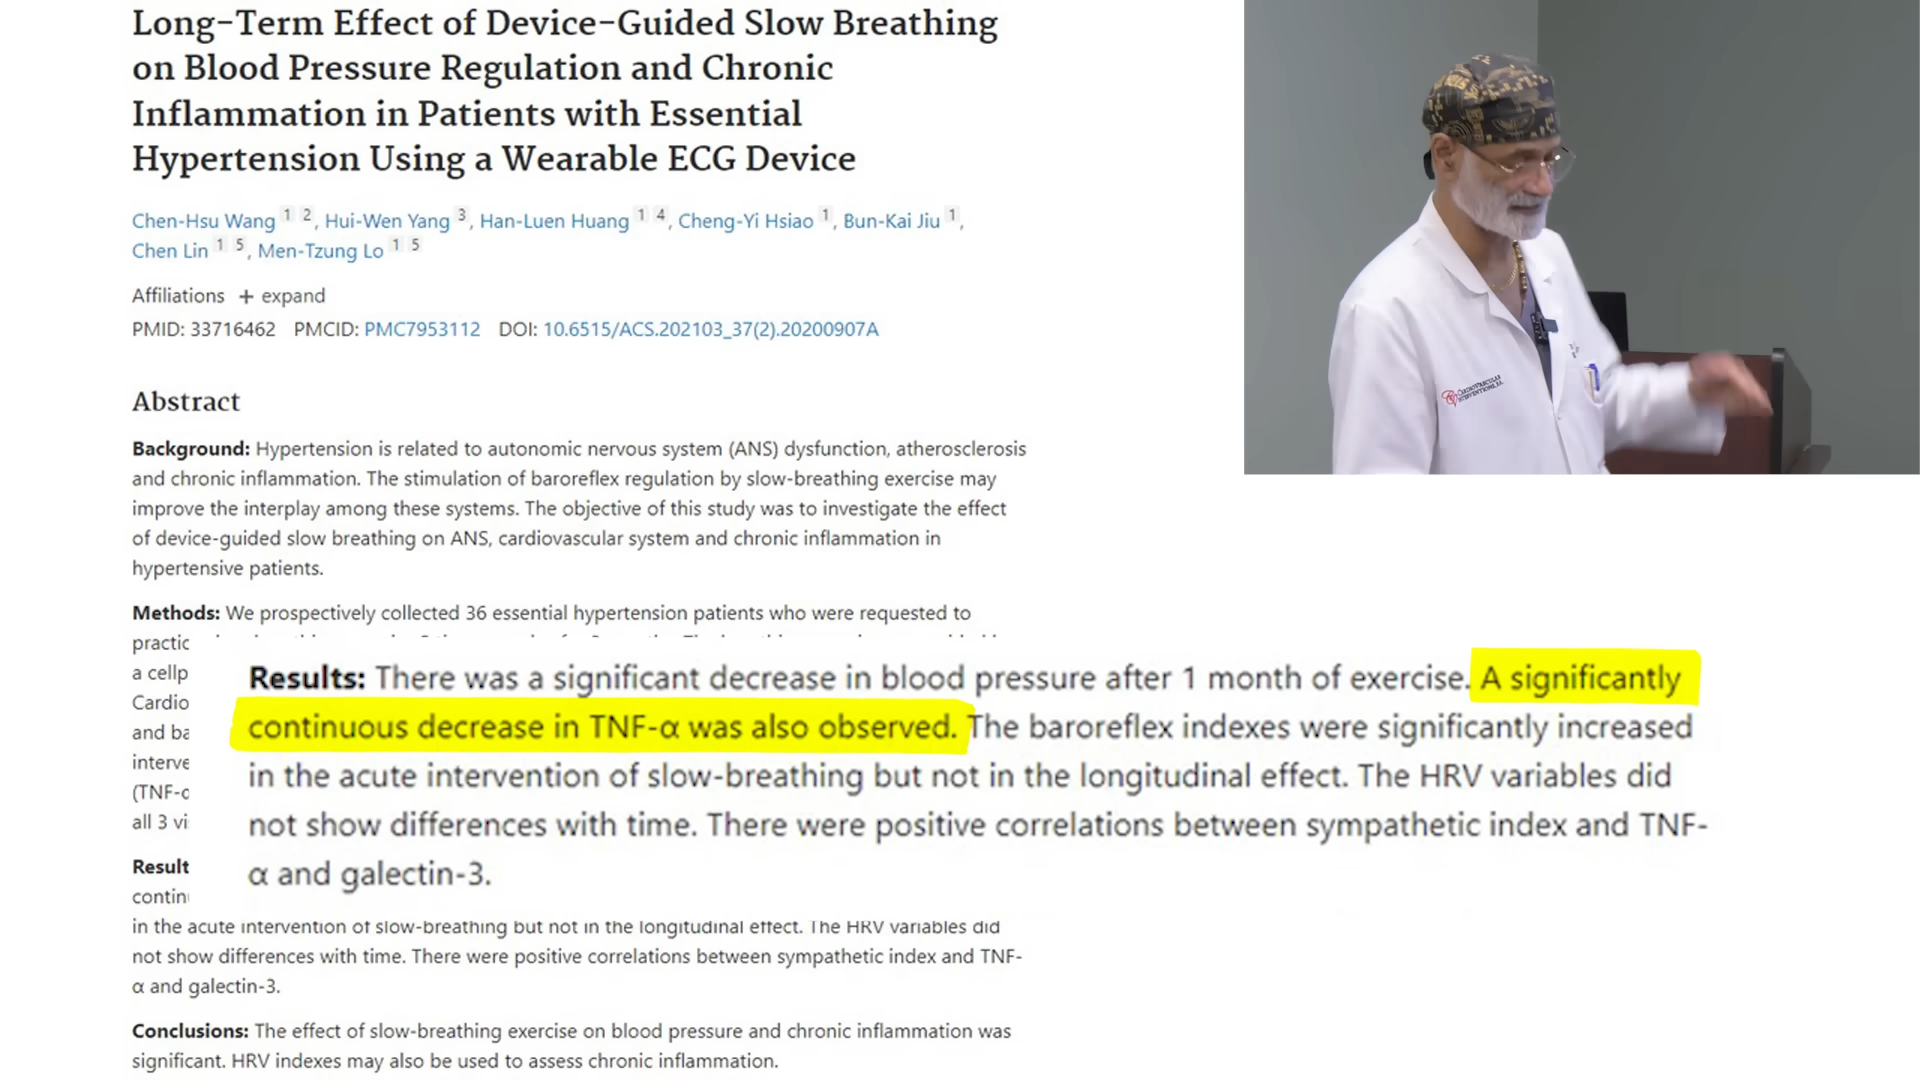 Long-Term Effect of Device-Guided Slow Breathing
on Blood Pressure Regulation and Chronic
Inflammation in Patients with Essential
Hypertension Using a Wearable ECG Device
Chen-Hsu Wang 1 2, Hui-Wen Yang 3, Han-Luen Huang 1 4, Cheng-Yi Hsiao 1, Bun-Kai Jiu 1,
Chen Lin 1 5, Men-Tzung Lo 1 5
Affiliations + expand
PMID: 33716462 PMCID: PMC7953112 DOI: 10.6515/ACS.202103_37(2).20200907A
Abstract
Background: Hypertension is related to autonomic nervous system (ANS) dysfunction, atherosclerosis
and chronic inflammation. The stimulation of baroreflex regulation by slow-breathing exercise may
improve the interplay among these systems. The objective of this study was to investigate the effect
of device-guided slow breathing on ANS, cardiovascular system and chronic inflammation in
hypertensive patients.
Methods: We prospectively collected 36 essential hypertension patients who were requested to
practic
a cellp
Cardio
and ba
interve
(TNF-α
all 3 vi
Results: There was a significant decrease in blood pressure after 1 month of exercise. A significantly
continuous decrease in TNF-α was also observed. The baroreflex indexes were significantly increased
in the acute intervention of slow-breathing but not in the longitudinal effect. The HRV variables did
not show differences with time. There were positive correlations between sympathetic index and TNF-
α and galectin-3.
Result
contin
in the acute intervention of slow-breathing but not in the longitudinal effect. The HRV variables did
not show differences with time. There were positive correlations between sympathetic index and TNF-
α and galectin-3.
Conclusions: The effect of slow-breathing exercise on blood pressure and chronic inflammation was
significant. HRV indexes may also be used to assess chronic inflammation.
CARDIOVASCULAR
INTERVENTIONS, P.A.